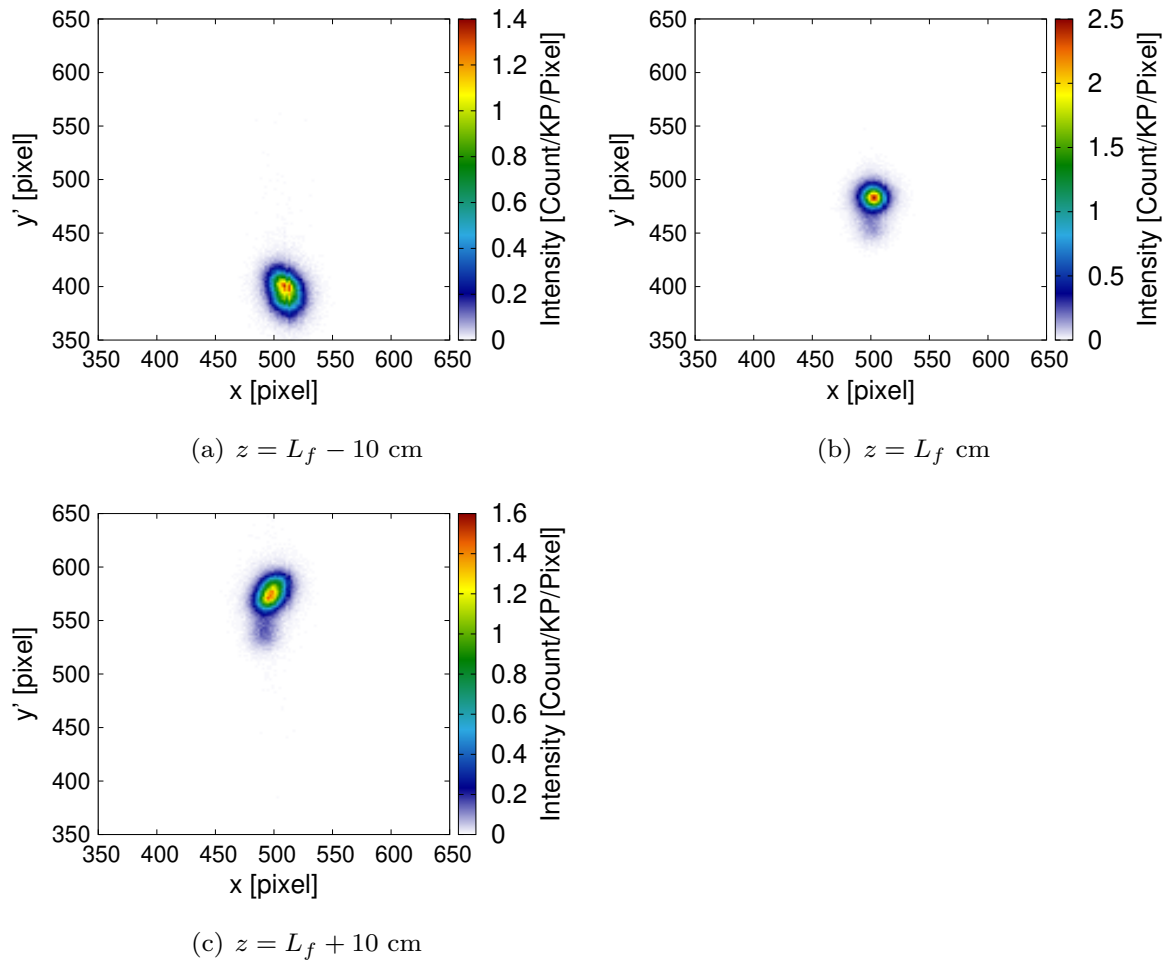 650
600
550
500
450
400
350
y' [pixel]
350 400 450 500 550 600 650
x [pixel]
1.4
1.2
1
0.8
0.6
0.4
0.2
0
Intensity [Count/KP/Pixel]
(a) z = L_f − 10 cm
650
600
550
500
450
400
350
y' [pixel]
350 400 450 500 550 600 650
x [pixel]
2.5
2
1.5
1
0.5
0
Intensity [Count/KP/Pixel]
(b) z = L_f cm
650
600
550
500
450
400
350
y' [pixel]
350 400 450 500 550 600 650
x [pixel]
1.6
1.4
1.2
1
0.8
0.6
0.4
0.2
0
Intensity [Count/KP/Pixel]
(c) z = L_f + 10 cm